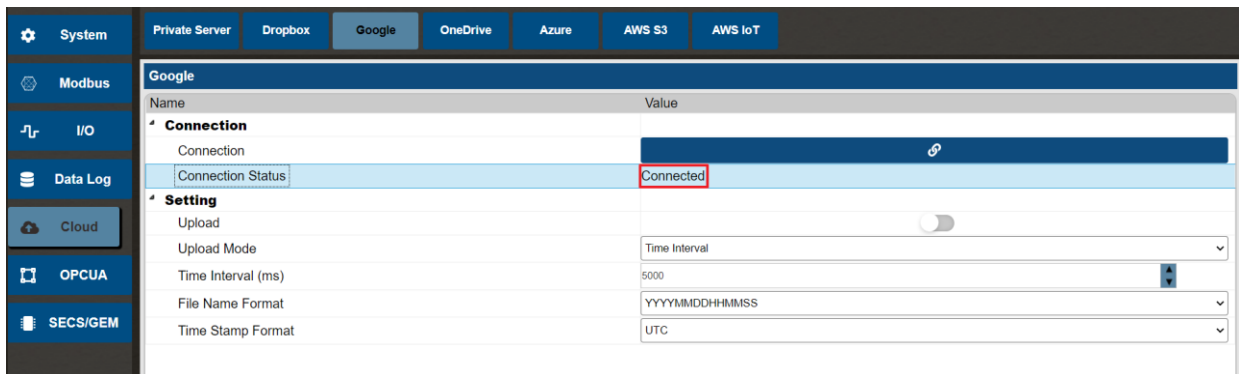 System
Modbus
I/O
Data Log
Cloud
OPCUA
SECS/GEM
Private Server Dropbox Google OneDrive Azure AWS S3 AWS IoT
Google
Name Value
Connection
Connection
Connection Status Connected
Setting
Upload
Upload Mode Time Interval
Time Interval (ms) 5000
File Name Format YYYYMMDDHHMMSS
Time Stamp Format UTC